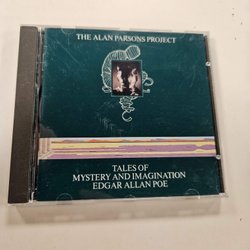 THE ALAN PARSONS PROJECT
TALES OF
MYSTERY AND IMAGINATION
EDGAR ALLAN POE